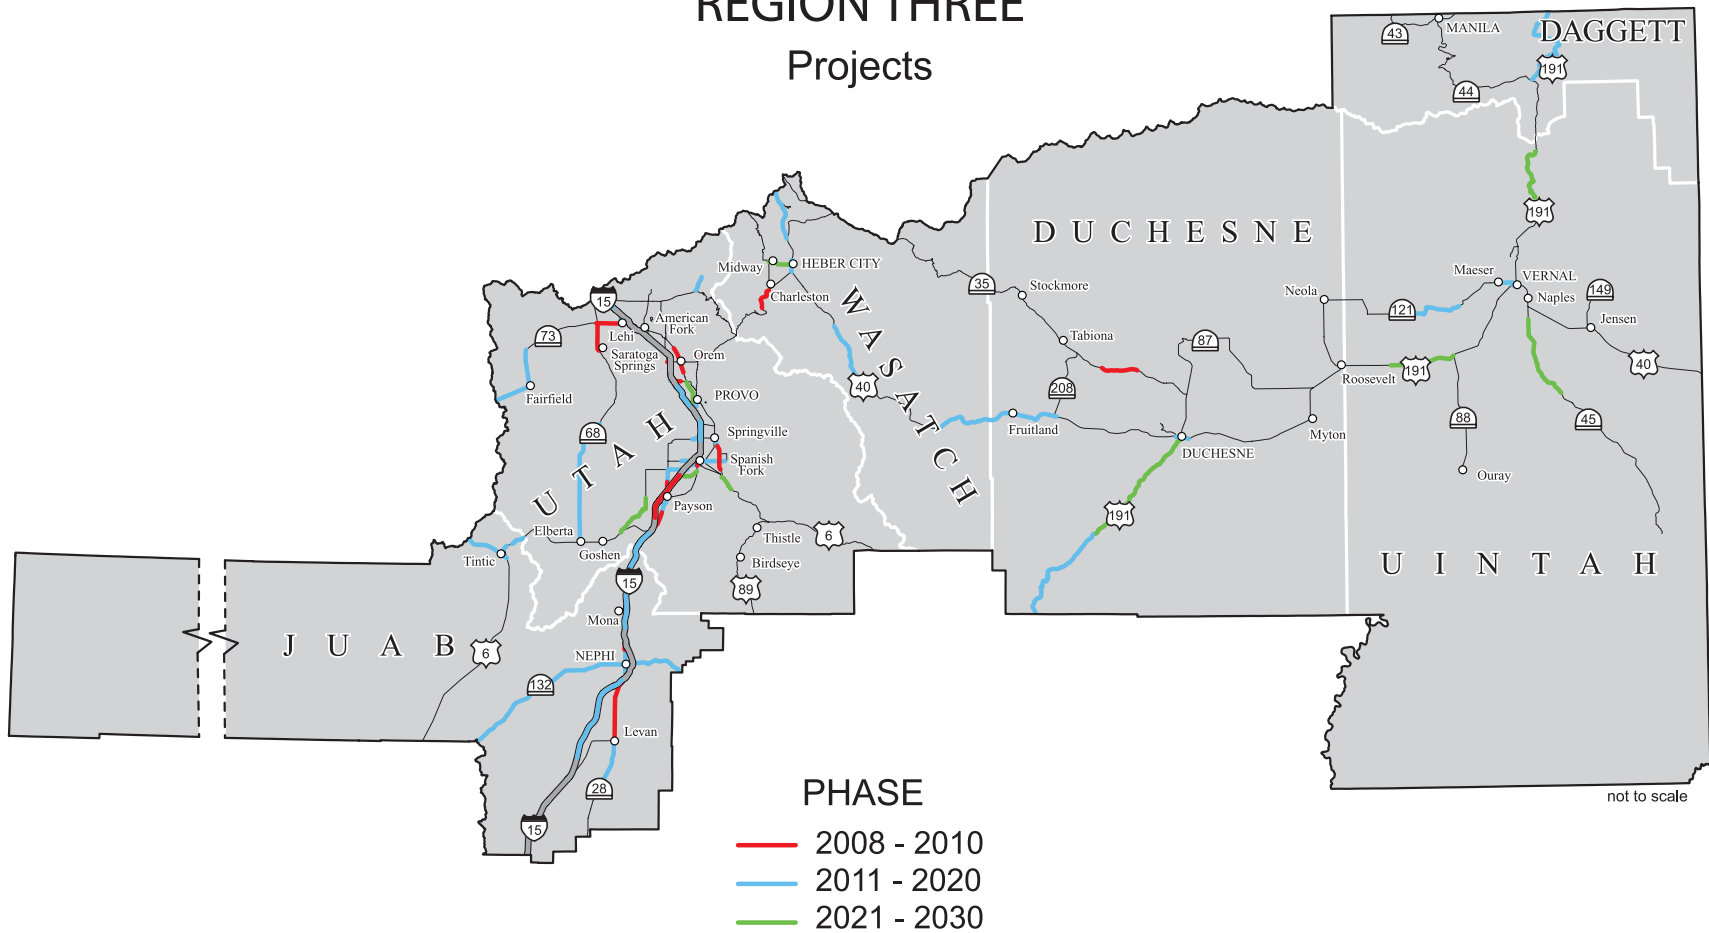 REGION THREE
Projects
DAGGETT
MANILA
43
44
191
191
DUCHESNE
Midway
HEBER CITY
Charleston
WASATCH
35
Stockmore
Tabiona
87
208
40
Fruitland
DUCHESNE
Myton
Neola
Roosevelt
191
121
Maeser
VERNAL
Naples
149
Jensen
40
88
45
Ouray
191
UINTAH
15
American
Fork
Lehi
73
Saratoga
Springs
Orem
Fairfield
PROVO
68
UTAH
Springville
Spanish
Fork
Payson
Elberta
Goshen
Tintic
Thistle
6
Birdseye
89
15
Mona
JUAB
6
NEPHI
132
Levan
28
15
not to scale
PHASE
2008 - 2010
2011 - 2020
2021 - 2030